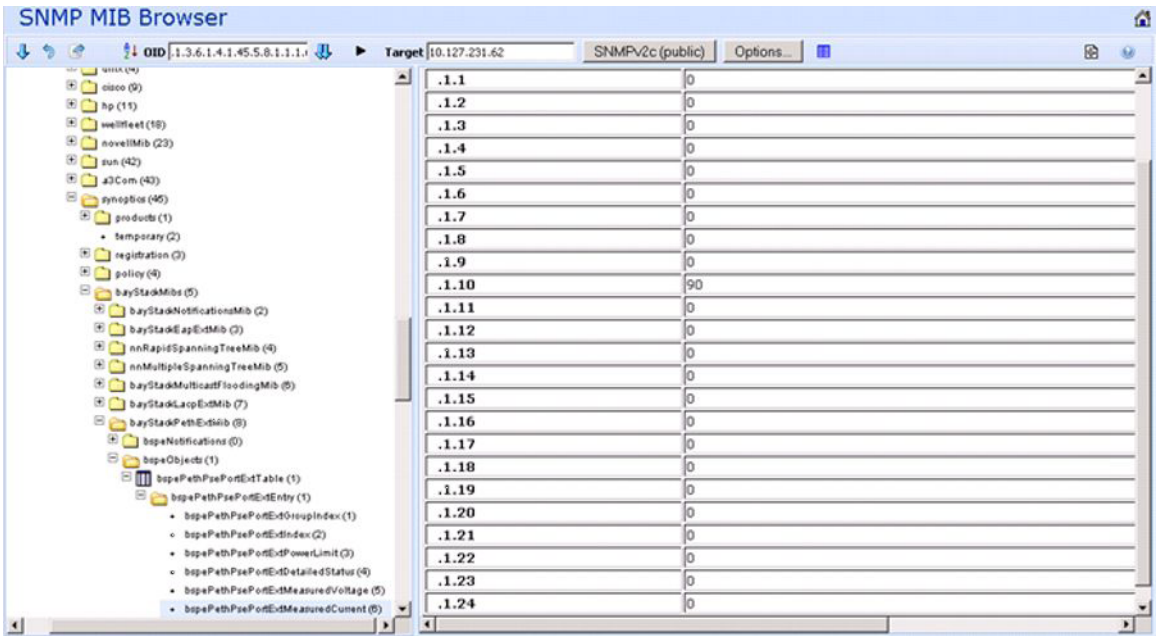 SNMP MIB Browser
OID .1.3.6.1.4.1.45.5.8.1.1.1. Target 10.127.231.62 SNMPv2c (public) Options...
unix (4)
cisco (9)
hp (11)
wellfleet (18)
novellMib (23)
sun (42)
a3Com (43)
synoptics (45)
products (1)
temporary (2)
registration (3)
policy (4)
bayStackMibs (5)
bayStackNotificationsMib (2)
bayStackEapExtMib (3)
nnRapidSpanningTreeMib (4)
nnMultipleSpanningTreeMib (5)
bayStackMulticastFloodingMib (6)
bayStackLacpExtMib (7)
bayStackPethExtMib (8)
bspeNotifications (0)
bspeObjects (1)
bspePethPsePortExtTable (1)
bspePethPsePortExtEntry (1)
bspePethPsePortExtGroupIndex (1)
bspePethPsePortExtIndex (2)
bspePethPsePortExtPowerLimit (3)
bspePethPsePortExtDetailedStatus (4)
bspePethPsePortExtMeasuredVoltage (5)
bspePethPsePortExtMeasuredCurrent (6)
.1.1 0
.1.2 0
.1.3 0
.1.4 0
.1.5 0
.1.6 0
.1.7 0
.1.8 0
.1.9 0
.1.10 90
.1.11 0
.1.12 0
.1.13 0
.1.14 0
.1.15 0
.1.16 0
.1.17 0
.1.18 0
.1.19 0
.1.20 0
.1.21 0
.1.22 0
.1.23 0
.1.24 0